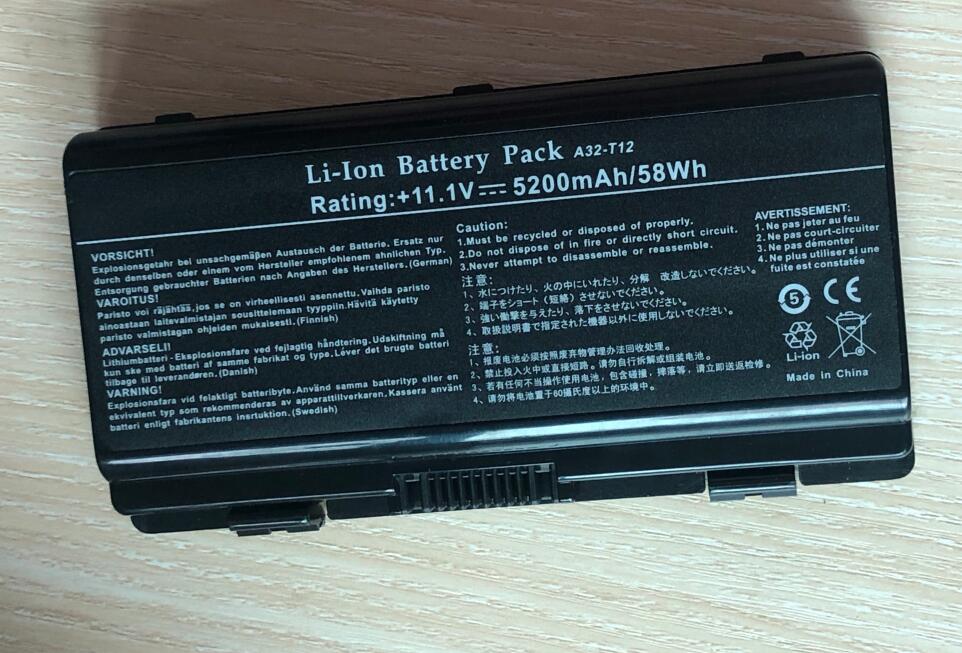 Li-Ion Battery Pack A32-T12
Rating:+11.1V 5200mAh/58Wh
VORSICHT!
Explosionsgetahr bei unsachgemäßen Austausch der Batterie. Ersatz nur
durch denselben oder einem vom Hersteller empfohlenem ähnlichen Typ.
Entsorgung gebrauchter Batterien nach Angaben des Herstellers.(German)
VAROITUS!
Paristo voi räjähtää,jos se on virheellisesti asennettu.Vaihda paristo
ainoastaan laitevalmistajan sousitteiemaan tyyppiin.Hävitä käytetty
paristo valmistagan ohjeiden mukaisesti.(Finnish)
ADVARSELI!
Lithiumbatteri-Eksplosionsfare ved fejlagtig håndtering.Udskiftning må
kun ske med batteri af samme fabrikat og type.Léver det brugte batteri
tilbage til leverandøren.(Danish)
VARNING!
Explosionsfare vid felaktigt batteribyte.Använd samma batterityp eller en
ekvivalent typ som rekommenderas av apparattillverkaren.Kassera använt
batteri enligt fabrikantens insrtuktion.(Swedish)
Caution:
1.Must be recycled or disposed of properly.
2.Do not dispose of in fire or directly short circuit.
3.Never attempt to disassemble or reassemble.
注意:
1、水につけたり、火の中にいれたり、分解 改造しないでください。
2、端子をショート(短絡)させないでください。
3、強い働撃を与えたり、落下をさせないでください。
4、取扱説明書で指定された機器以外に使用しないでください。
注意:
1、报废电池必须按照废弃物管理办法回收处理。
2、禁止投入火中或直接短路。请勿自行拆解或组装电池。
3、若有任何不当操作使用电池,包含碰撞,摔落等,请立即送返检修。
4、请勿将电池置于60摄氏度以上的环境中。
AVERTISSEMENT:
1. Ne pas jeter au feu
2. Ne pas court-circuiter
3. Ne pas démonter
4. Ne plus utiliser si une
fuite est constatée
5 CE
Li-ion
Made in China